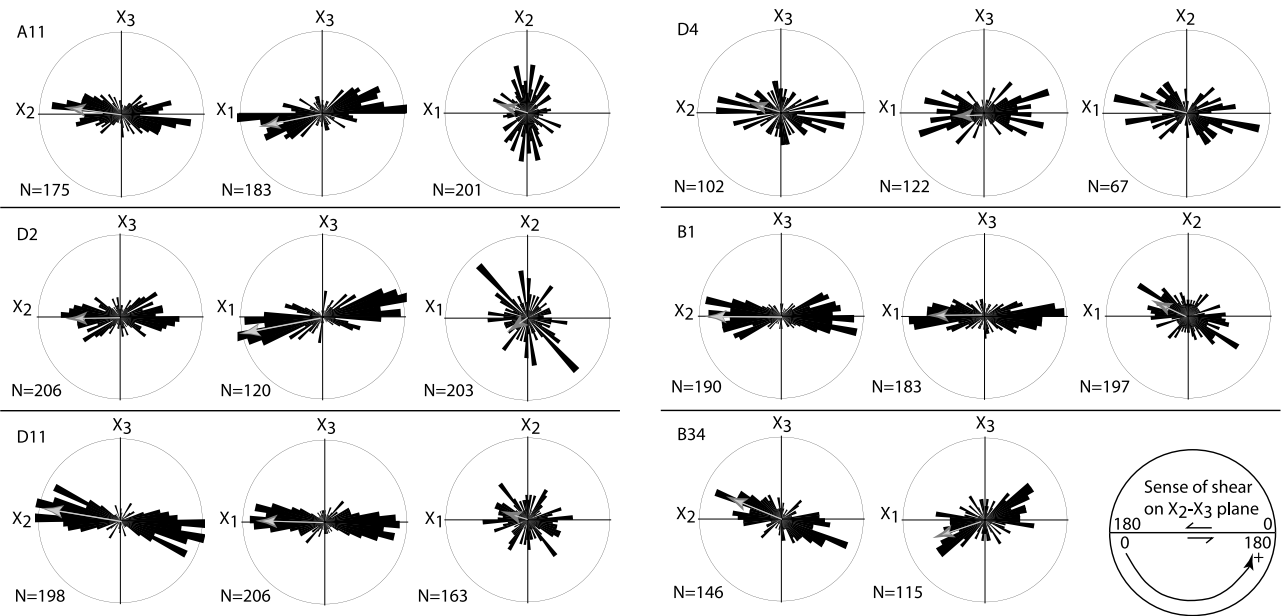 A11
X3 X3 X2
X2 X1 X1
N=175 N=183 N=201
D4
X3 X3 X2
X2 X1 X1
N=102 N=122 N=67
D2
X3 X3 X2
X2 X1 X1
N=206 N=120 N=203
B1
X3 X3 X2
X2 X1 X1
N=190 N=183 N=197
D11
X3 X3 X2
X2 X1 X1
N=198 N=206 N=163
B34
X3 X3
X2 X1
N=146 N=115
Sense of shear
on X2-X3 plane
180 0
0 180
+